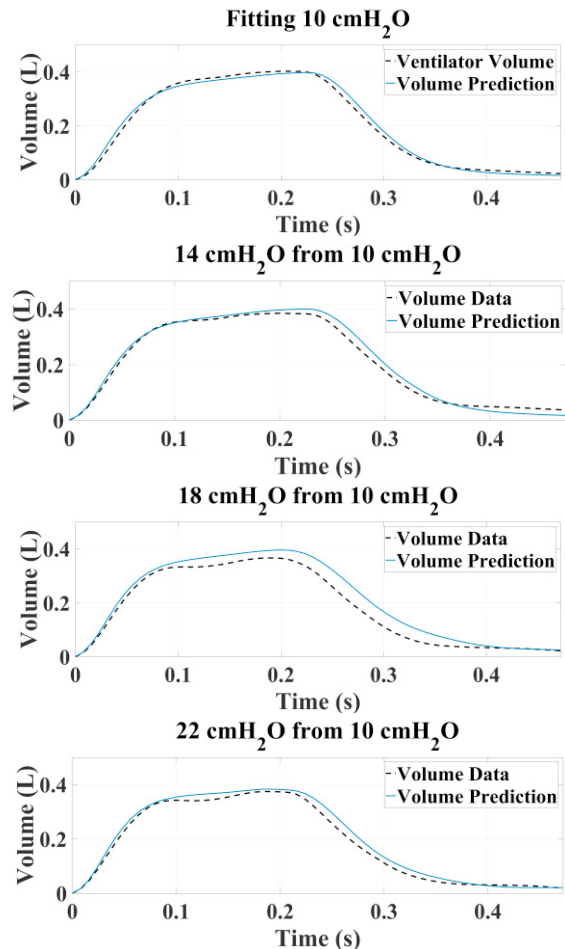 Fitting 10 cmH₂O
Volume (L)
0.4
0.2
0
Ventilator Volume
Volume Prediction
0 0.1 0.2 0.3 0.4
Time (s)
14 cmH₂O from 10 cmH₂O
Volume (L)
0.4
0.2
0
Volume Data
Volume Prediction
0 0.1 0.2 0.3 0.4
Time (s)
18 cmH₂O from 10 cmH₂O
Volume (L)
0.4
0.2
0
Volume Data
Volume Prediction
0 0.1 0.2 0.3 0.4
Time (s)
22 cmH₂O from 10 cmH₂O
Volume (L)
0.4
0.2
0
Volume Data
Volume Prediction
0 0.1 0.2 0.3 0.4
Time (s)